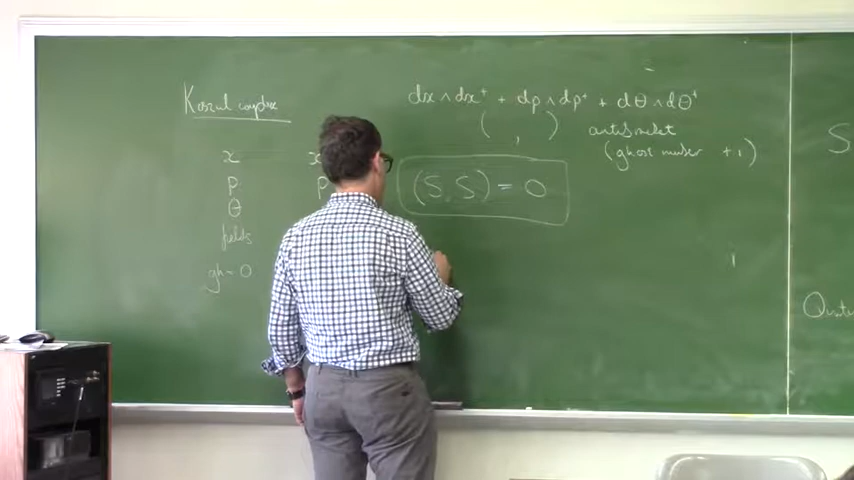 Koszul complex
dx ∧ dx⁺ + dp ∧ dp⁺ + dθ ∧ dθ⁺
( , ) antibracket
(ghost number +1)
x
p
θ
fields
gh = 0
x
p
(S, S) = 0
S